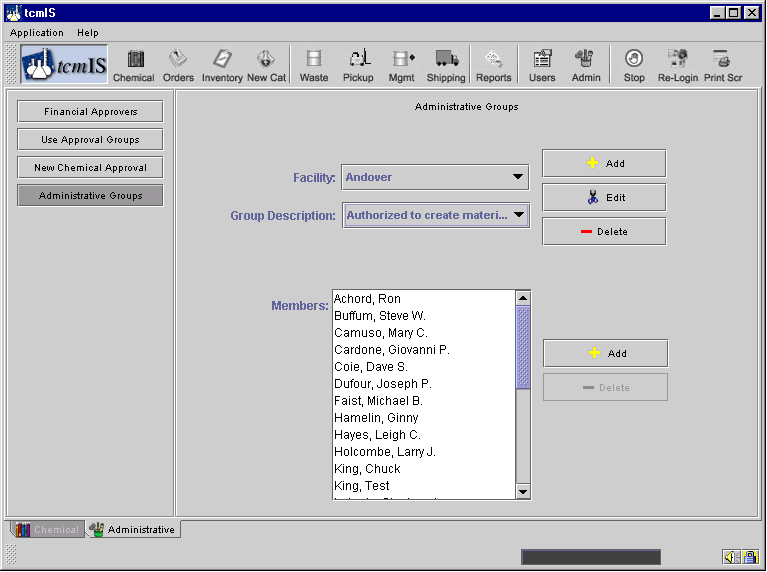 tcmIS
Application Help
tcmIS
Chemical Orders Inventory New Cat Waste Pickup Mgmt Shipping Reports Users Admin Stop Re-Login Print Scr
Financial Approvers
Use Approval Groups
New Chemical Approval
Administrative Groups
Administrative Groups
Facility: Andover
Group Description: Authorized to create materi...
Add
Edit
Delete
Members:
Achord, Ron
Buffum, Steve W.
Camuso, Mary C.
Cardone, Giovanni P.
Coie, Dave S.
Dufour, Joseph P.
Faist, Michael B.
Hamelin, Ginny
Hayes, Leigh C.
Holcombe, Larry J.
King, Chuck
King, Test
Add
Delete
Chemical Administrative